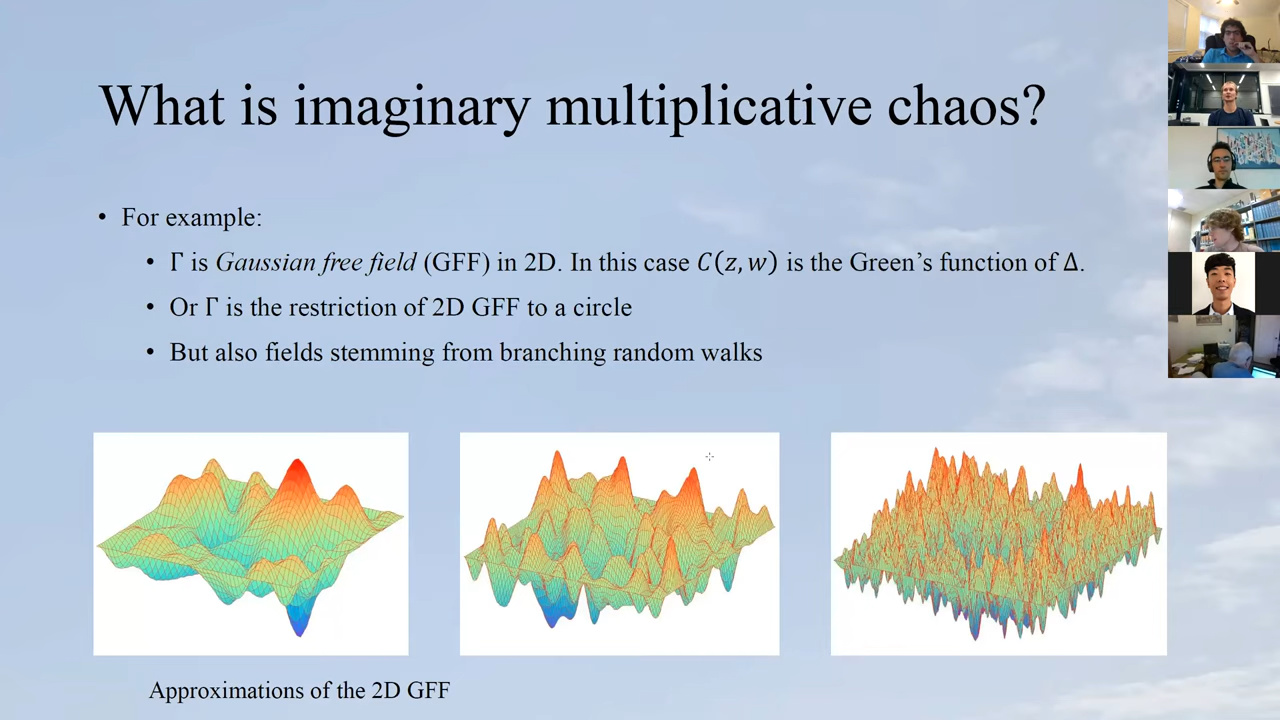 What is imaginary multiplicative chaos?
• For example:
• Γ is Gaussian free field (GFF) in 2D. In this case C(z, w) is the Green’s function of Δ.
• Or Γ is the restriction of 2D GFF to a circle
• But also fields stemming from branching random walks
Approximations of the 2D GFF